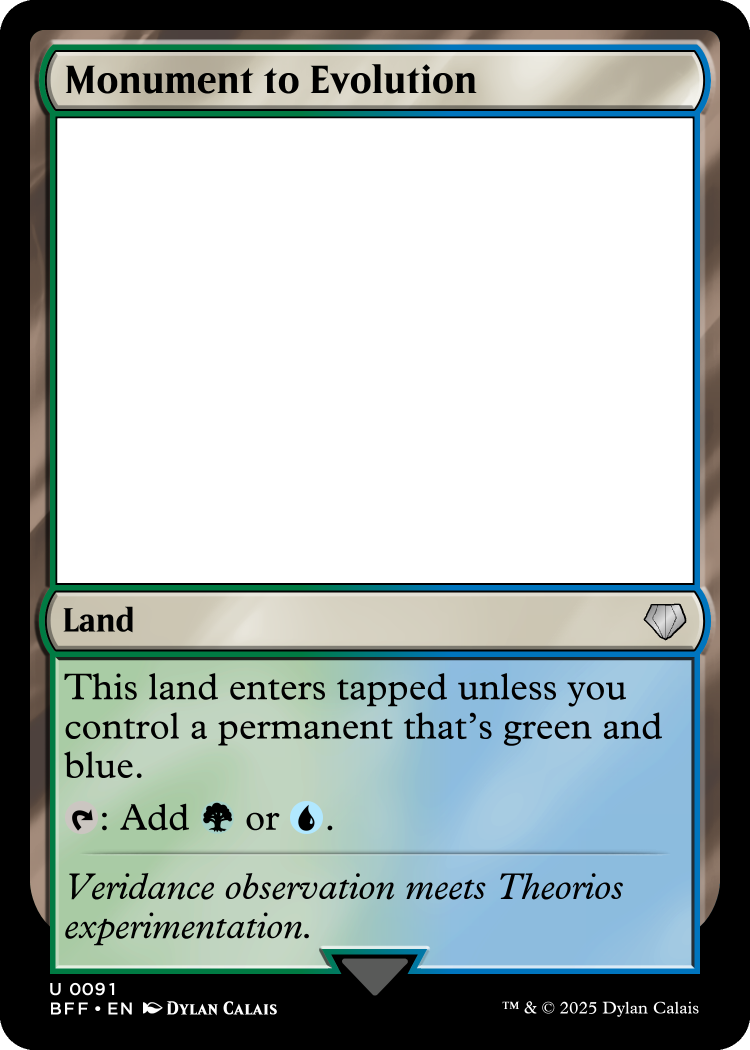 Monument to Evolution
Land
This land enters tapped unless you
control a permanent that's green and
blue.
: Add or .
Veridance observation meets Theorios
experimentation.
U 0091
BFF • EN DYLAN CALAIS
™ & © 2025 Dylan Calais